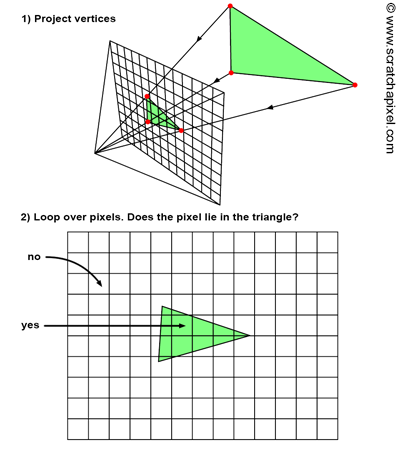 1) Project vertices
© www.scratchapixel.com
2) Loop over pixels. Does the pixel lie in the triangle?
no
yes